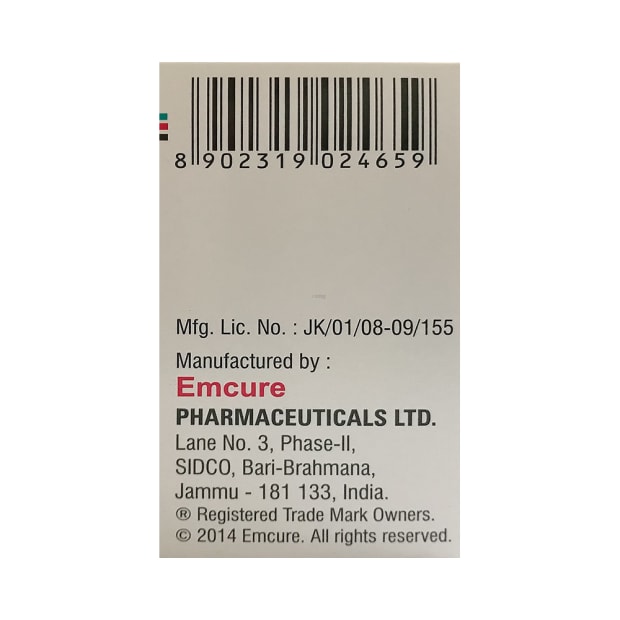 8 902319 024659
Mfg. Lic. No. : JK/01/08-09/155
Manufactured by :
Emcure
PHARMACEUTICALS LTD.
Lane No. 3, Phase-II,
SIDCO, Bari-Brahmana,
Jammu - 181 133, India.
® Registered Trade Mark Owners.
© 2014 Emcure. All rights reserved.